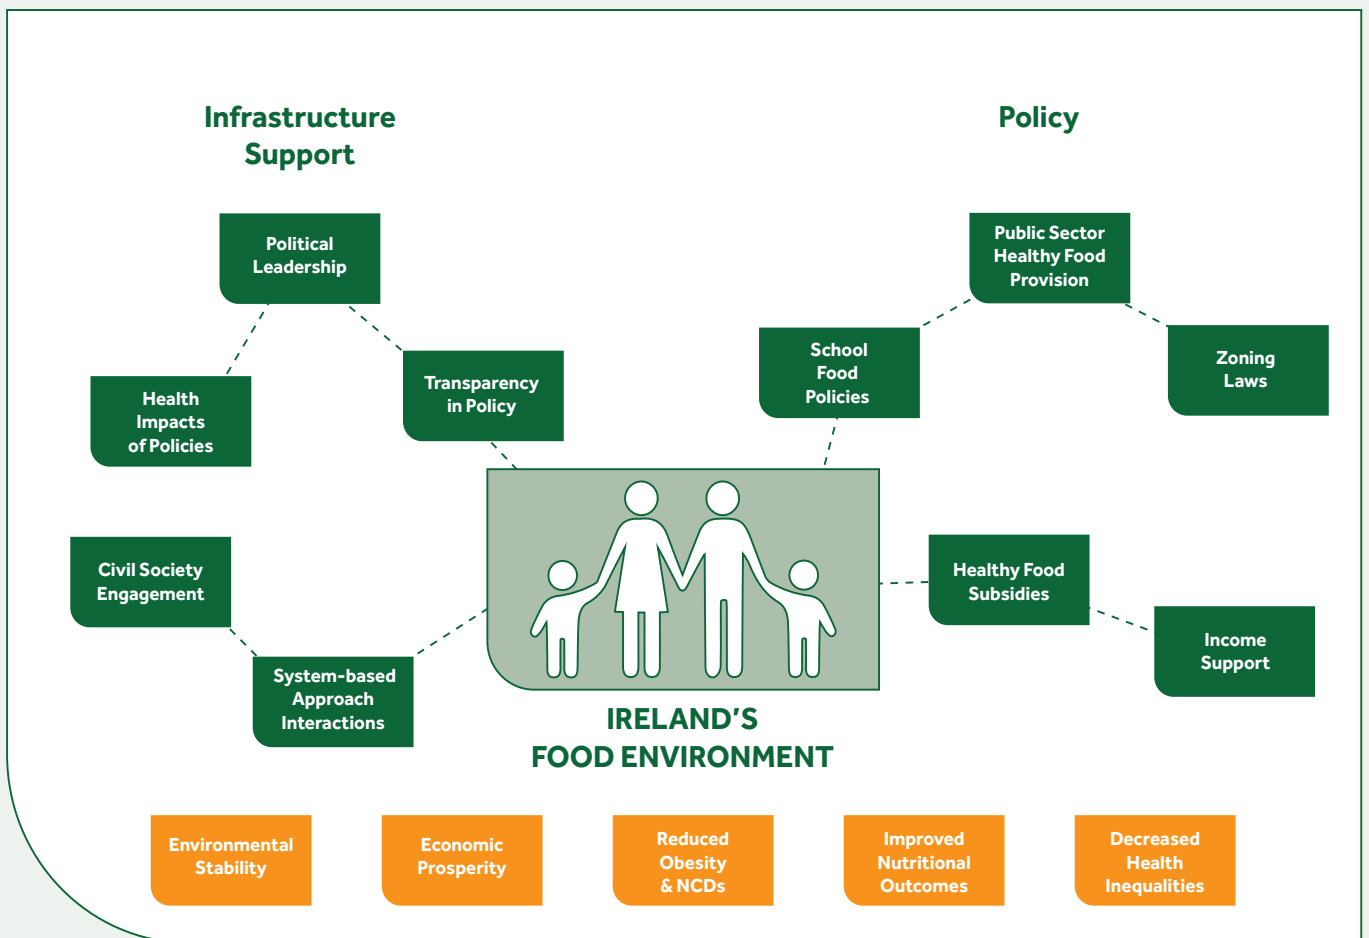 Infrastructure
Support
Policy
Political
Leadership
Public Sector
Healthy Food
Provision
School
Food
Policies
Zoning
Laws
Transparency
in Policy
Health
Impacts
of Policies
Civil Society
Engagement
Healthy Food
Subsidies
Income
Support
System-based
Approach
Interactions
IRELAND’S
FOOD ENVIRONMENT
Environmental
Stability
Economic
Prosperity
Reduced
Obesity
& NCDs
Improved
Nutritional
Outcomes
Decreased
Health
Inequalities